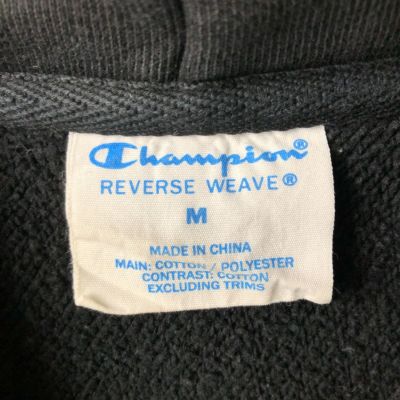 Champion®
REVERSE WEAVE®
M
MADE IN CHINA
MAIN: COTTON / POLYESTER
CONTRAST: COTTON
EXCLUDING TRIMS